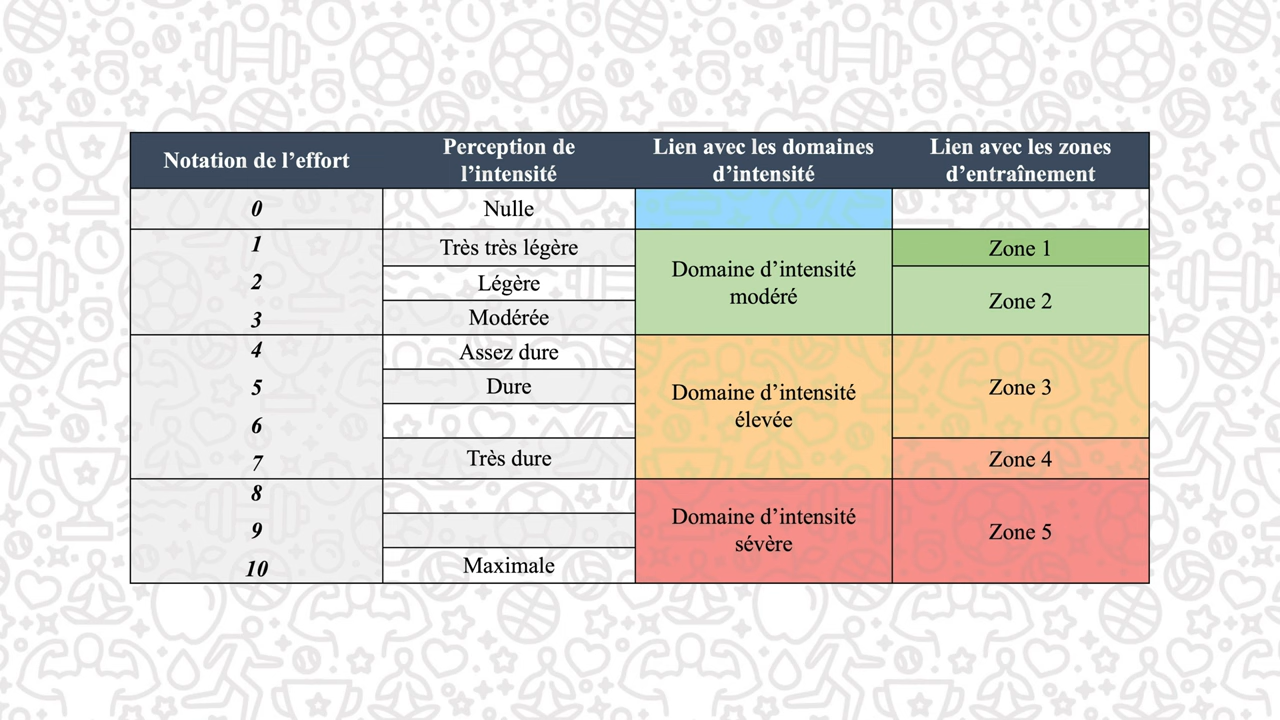 Notation de l’effort
Perception de
l’intensité
Lien avec les domaines
d’intensité
Lien avec les zones
d’entraînement
0
Nulle
1
Très très légère
Domaine d’intensité
modéré
Zone 1
2
Légère
Zone 2
3
Modérée
4
Assez dure
Domaine d’intensité
élevée
Zone 3
5
Dure
6
7
Très dure
Zone 4
8
Domaine d’intensité
sévère
Zone 5
9
10
Maximale